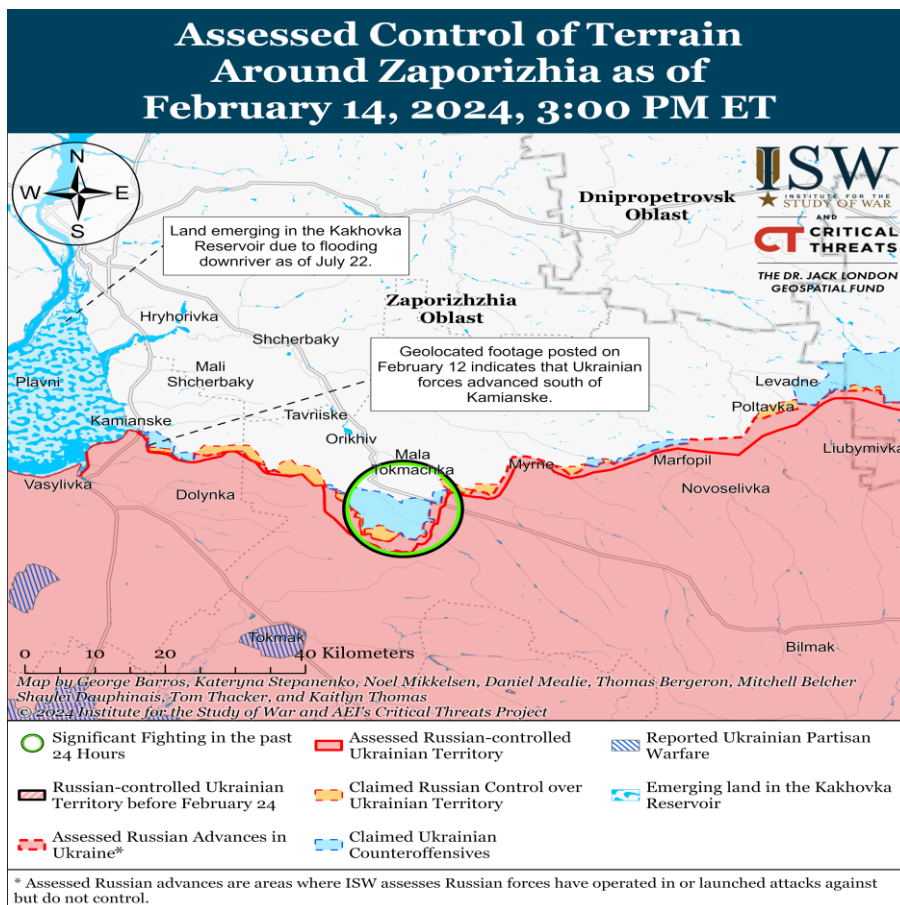 Assessed Control of Terrain
Around Zaporizhia as of
February 14, 2024, 3:00 PM ET
N
W E
S
ISW
INSTITUTE FOR THE
STUDY OF WAR
AND
CT CRITICAL
THREATS
THE DR. JACK LONDON
GEOSPATIAL FUND
Dnipropetrovsk
Oblast
Land emerging in the Kakhovka
Reservoir due to flooding
downriver as of July 22.
Zaporizhzhia
Oblast
Hryhorivka
Shcherbaky
Geolocated footage posted on
February 12 indicates that Ukrainian
forces advanced south of
Kamianske.
Mali
Shcherbaky
Plavni
Levadne
Poltavka
Kamianske
Tavriiske
Orikhiv
Mala
Tokmachka
Myrne
Marfopil
Liubymivka
Vasylivka
Dolynka
Novoselivka
Tokmak
Bilmak
0 10 20 40 Kilometers
Map by George Barros, Kateryna Stepanenko, Noel Mikkelsen, Daniel Mealie, Thomas Bergeron, Mitchell Belcher
Shaylei Dauphinais, Tom Thacker, and Kaitlyn Thomas
© 2024 Institute for the Study of War and AEI's Critical Threats Project
Significant Fighting in the past
24 Hours
Russian-controlled Ukrainian
Territory before February 24
Assessed Russian Advances in
Ukraine*
Assessed Russian-controlled
Ukrainian Territory
Claimed Russian Control over
Ukrainian Territory
Claimed Ukrainian
Counteroffensives
Reported Ukrainian Partisan
Warfare
Emerging land in the Kakhovka
Reservoir
* Assessed Russian advances are areas where ISW assesses Russian forces have operated in or launched attacks against
but do not control.